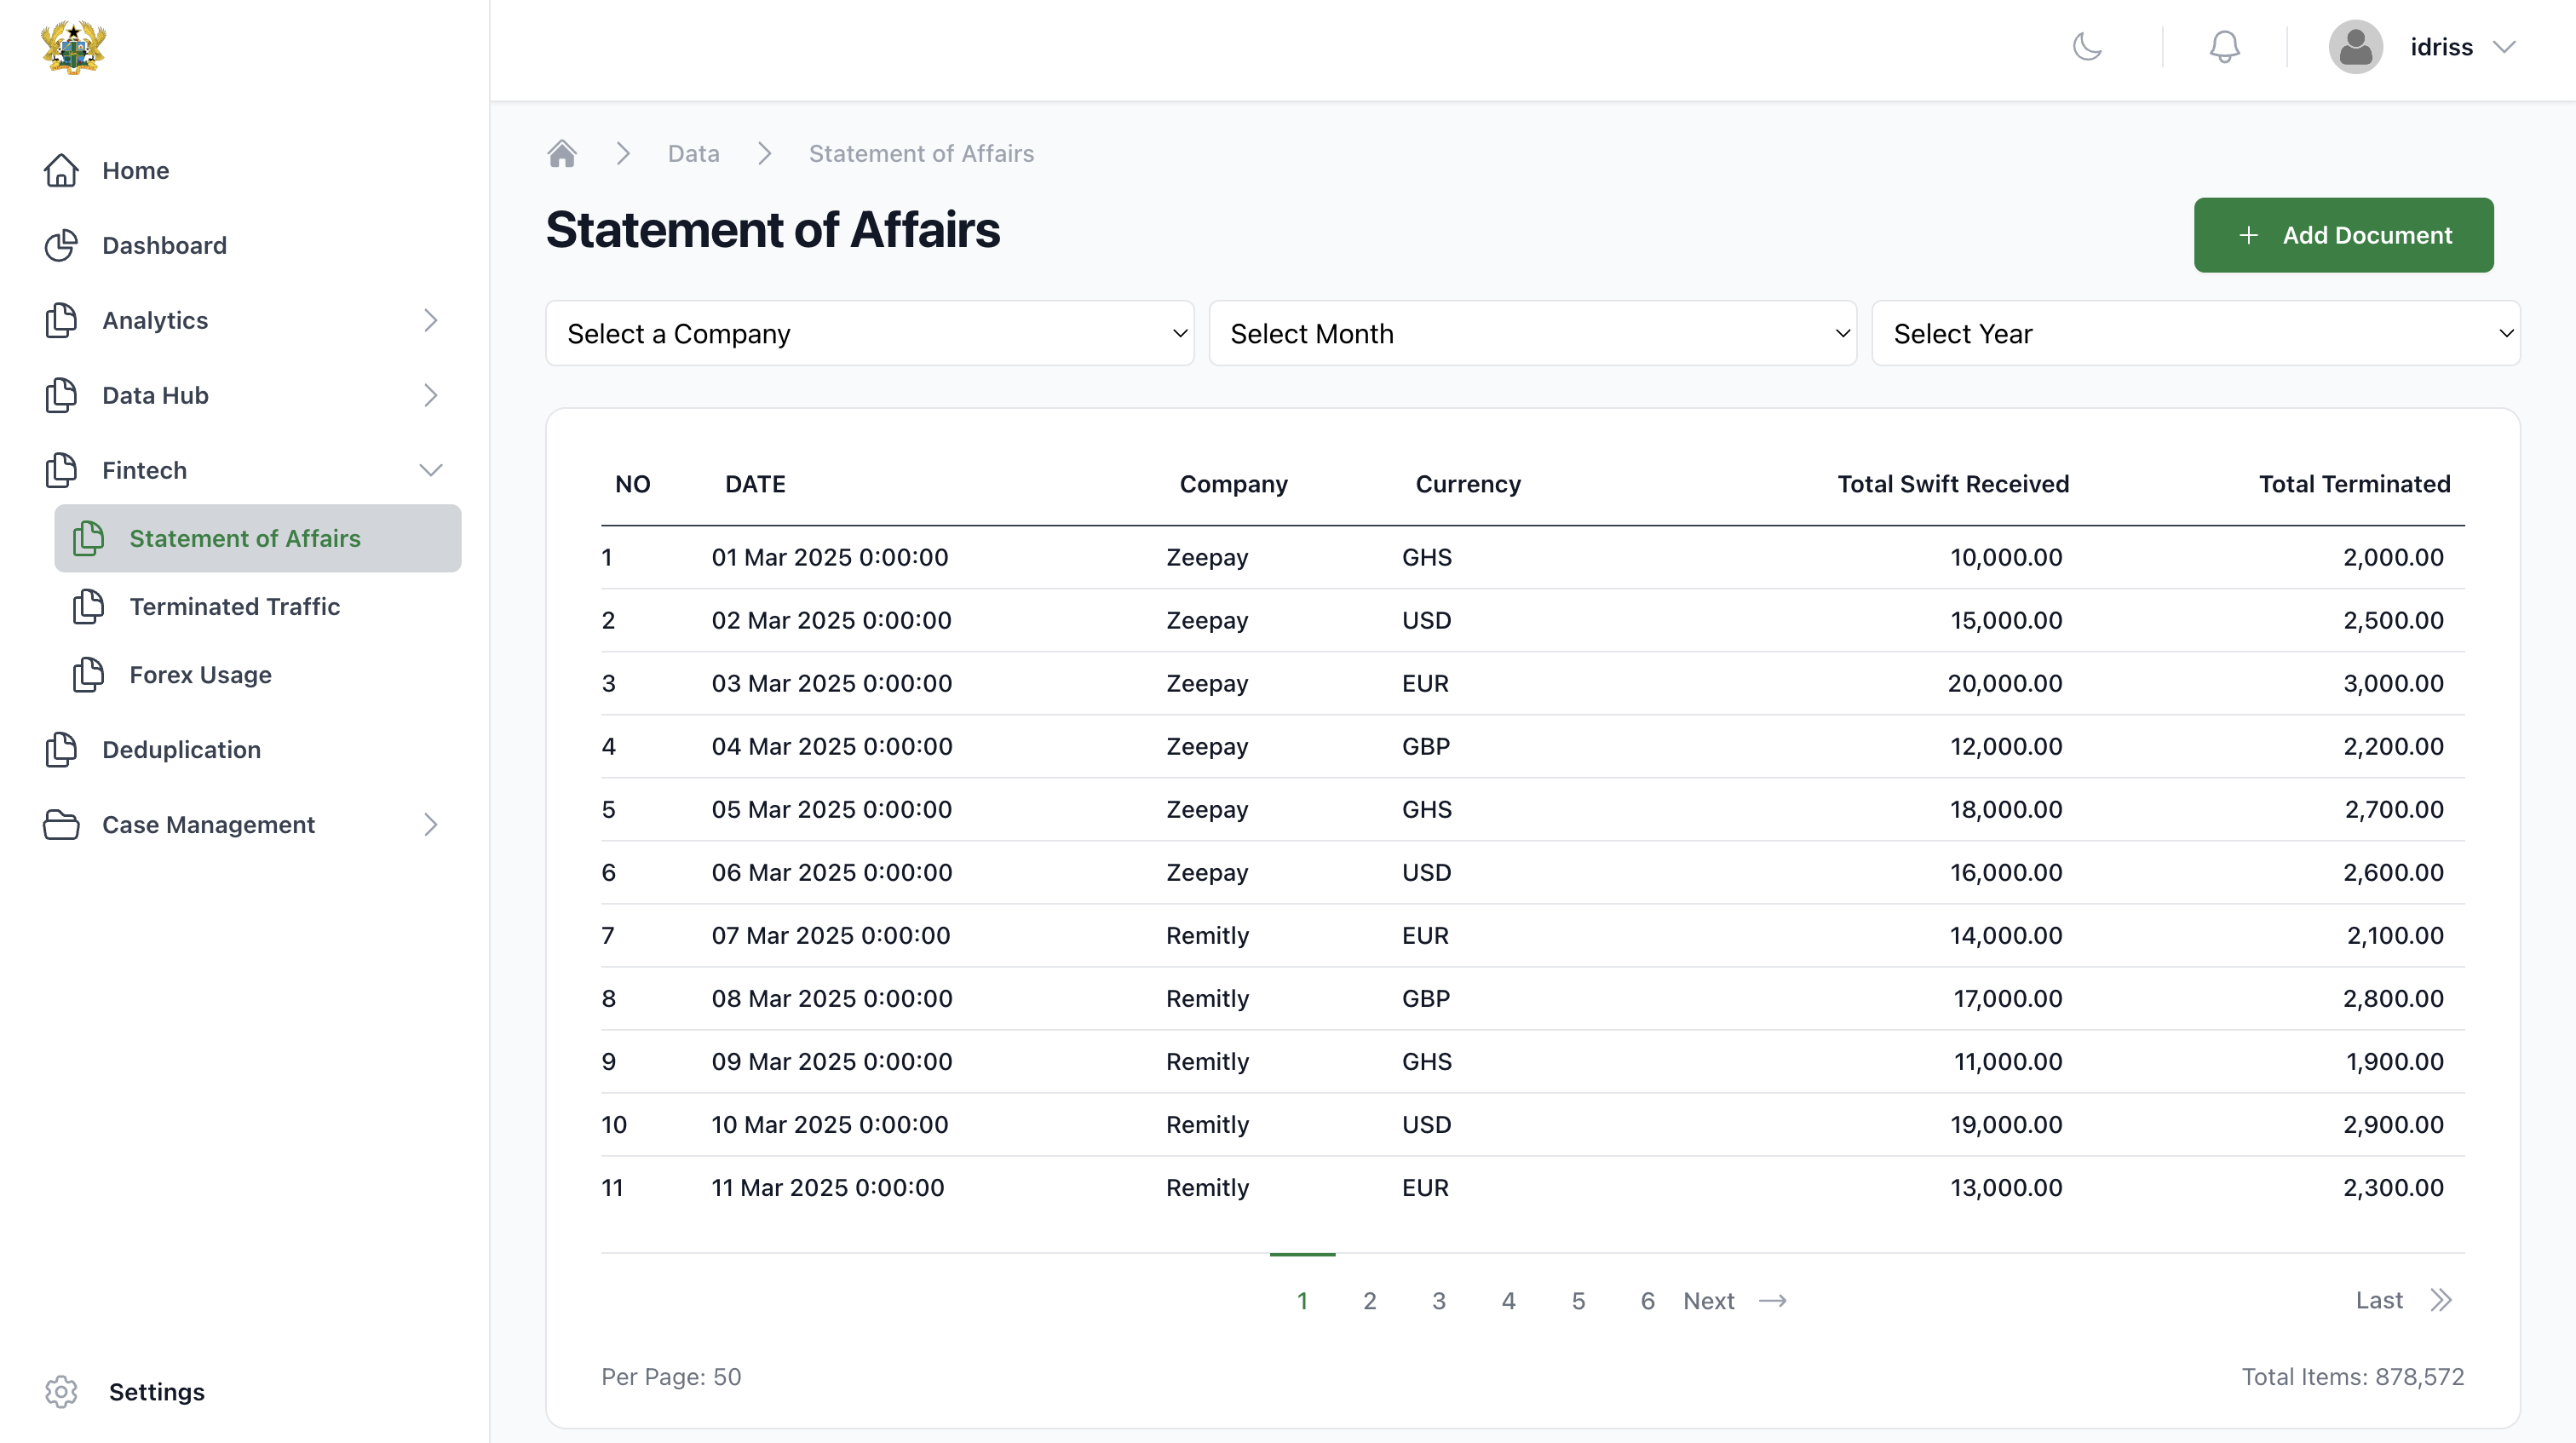 idriss
Home
Dashboard
Analytics
Data Hub
Fintech
Statement of Affairs
Terminated Traffic
Forex Usage
Deduplication
Case Management
Settings
Data Statement of Affairs
Statement of Affairs
+ Add Document
Select a Company Select Month Select Year
NO DATE Company Currency Total Swift Received Total Terminated
1 01 Mar 2025 0:00:00 Zeepay GHS 10,000.00 2,000.00
2 02 Mar 2025 0:00:00 Zeepay USD 15,000.00 2,500.00
3 03 Mar 2025 0:00:00 Zeepay EUR 20,000.00 3,000.00
4 04 Mar 2025 0:00:00 Zeepay GBP 12,000.00 2,200.00
5 05 Mar 2025 0:00:00 Zeepay GHS 18,000.00 2,700.00
6 06 Mar 2025 0:00:00 Zeepay USD 16,000.00 2,600.00
7 07 Mar 2025 0:00:00 Remitly EUR 14,000.00 2,100.00
8 08 Mar 2025 0:00:00 Remitly GBP 17,000.00 2,800.00
9 09 Mar 2025 0:00:00 Remitly GHS 11,000.00 1,900.00
10 10 Mar 2025 0:00:00 Remitly USD 19,000.00 2,900.00
11 11 Mar 2025 0:00:00 Remitly EUR 13,000.00 2,300.00
1 2 3 4 5 6 Next → Last
Per Page: 50 Total Items: 878,572